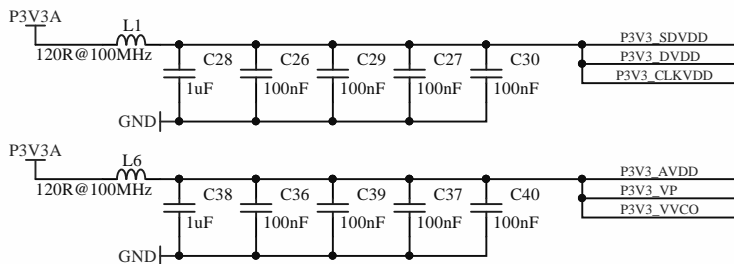 P3V3A
L1
120R@100MHz
C28 C26 C29 C27 C30
1uF 100nF 100nF 100nF 100nF
GND
P3V3_SDVDD
P3V3_DVDD
P3V3_CLKVDD
P3V3A
L6
120R@100MHz
C38 C36 C39 C37 C40
1uF 100nF 100nF 100nF 100nF
GND
P3V3_AVDD
P3V3_VP
P3V3_VVCO